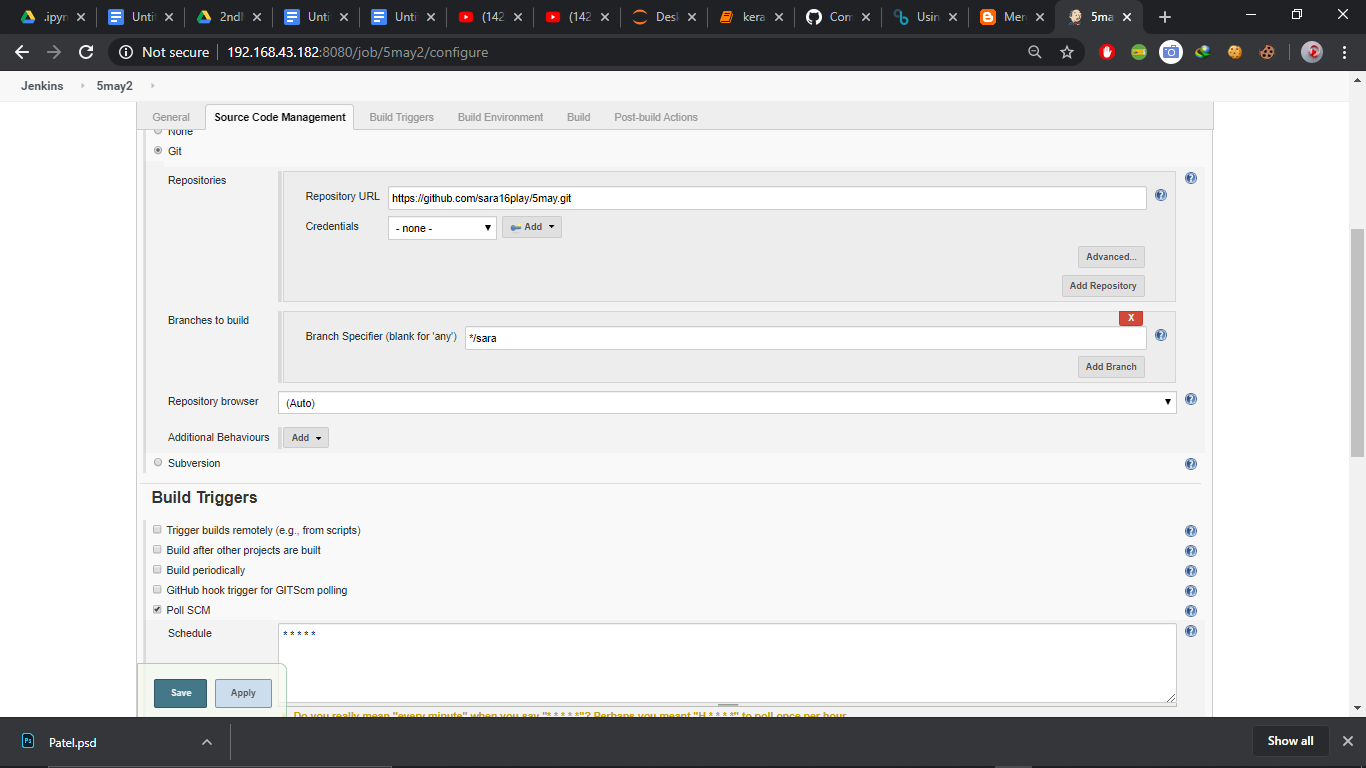 .ipyn
Untit
2ndM
Unti
Unti
(142
(142
Desk
kera
Com
Usin
Mer
5ma
Not secure
192.168.43.182:8080/job/5may2/configure
Jenkins
5may2
General
Source Code Management
Build Triggers
Build Environment
Build
Post-build Actions
None
Git
Repositories
Repository URL
https://github.com/sara16play/5may.git
Credentials
- none -
Add
Advanced...
Add Repository
Branches to build
X
Branch Specifier (blank for 'any')
*/sara
Add Branch
Repository browser
(Auto)
Additional Behaviours
Add
Subversion
Build Triggers
Trigger builds remotely (e.g., from scripts)
Build after other projects are built
Build periodically
GitHub hook trigger for GITScm polling
Poll SCM
Schedule
* * * * *
Save
Apply
Do you really mean "every minute" when you say "* * * * *"? Perhaps you meant "H * * * *" to poll once per hour
Ps
Patel.psd
Show all